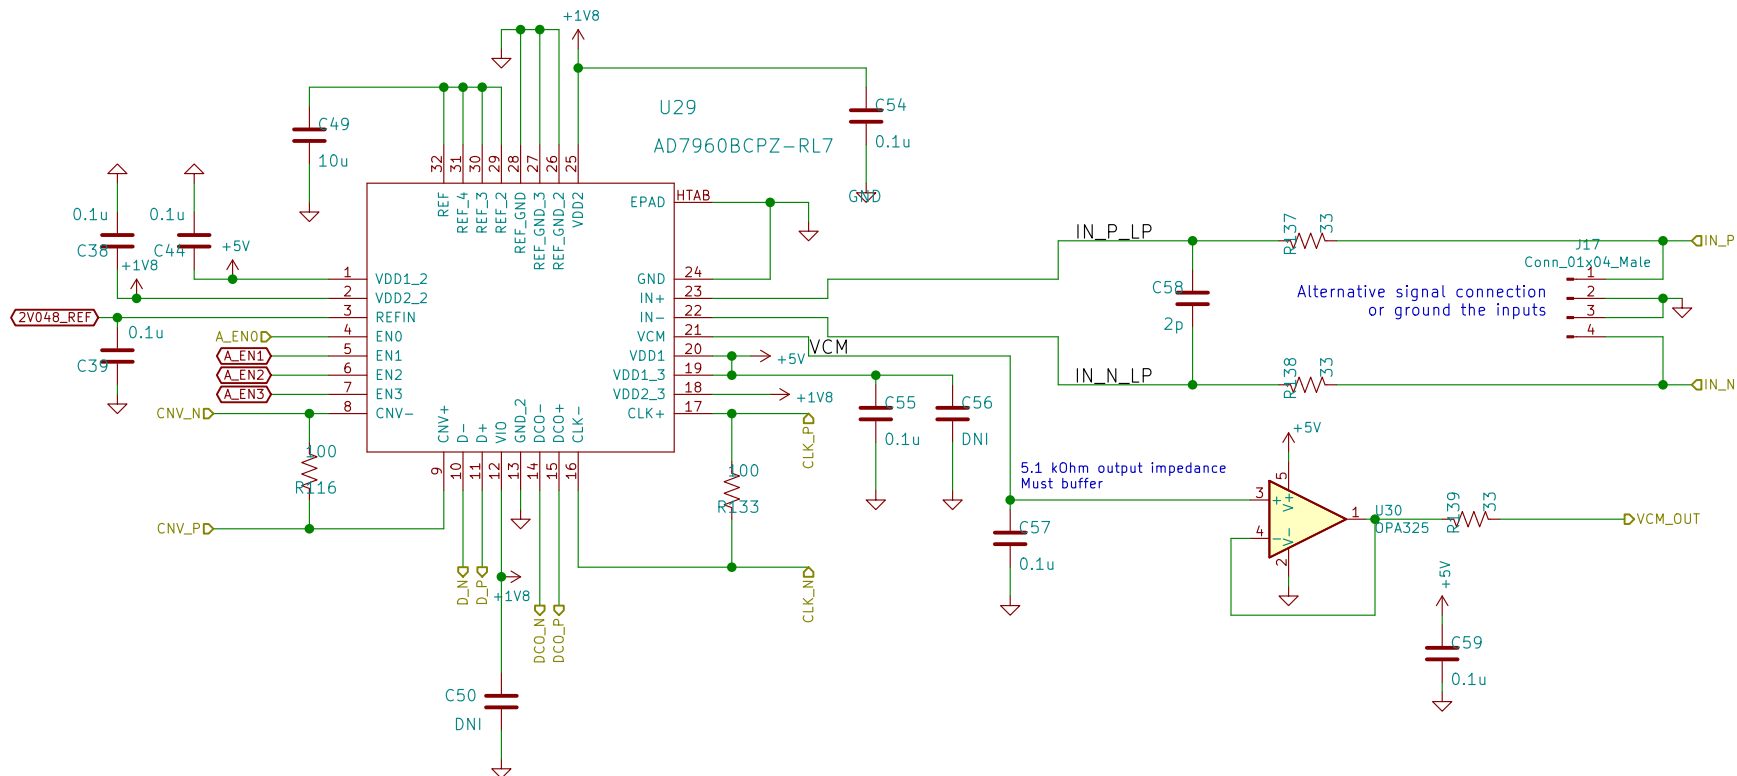 +1V8
U29
AD7960BCPZ-RL7
C49
10u
C54
0.1u
GND
32
31
30
29
28
27
26
25
REF
REF_4
REF_3
REF_2
REF_GND
REF_GND_3
REF_GND_2
VDD2
HTAB
EPAD
0.1u
C38
0.1u
C44
+5V
+1V8
1
VDD1_2
2
VDD2_2
3
REFIN
4
EN0
5
EN1
6
EN2
7
EN3
8
CNV-
2V048_REF
0.1u
C39
A_EN0
A_EN1
A_EN2
A_EN3
CNV_N
100
R116
CNV_P
24
GND
23
IN+
22
IN-
21
VCM
20
VDD1
19
VDD1_3
18
VDD2_3
17
CLK+
CNV+
D-
D+
VIO
GND_2
DCO-
DCO+
CLK-
9
10
11
12
13
14
15
16
D_N
D_P
+1V8
DCO_N
DCO_P
C50
DNI
VCM
+5V
+1V8
CLK_P
100
R133
CLK_N
C55
0.1u
C56
DNI
IN_P_LP
IN_N_LP
C58
2p
R137
33
R138
33
J17
Conn_01x04_Male
1
2
3
4
Alternative signal connection
or ground the inputs
IN_P
IN_N
5.1 kOhm output impedance
Must buffer
C57
0.1u
+5V
3
4
5
2
1
+
-
V+
V-
U30
OPA325
R139
33
VCM_OUT
+5V
C59
0.1u